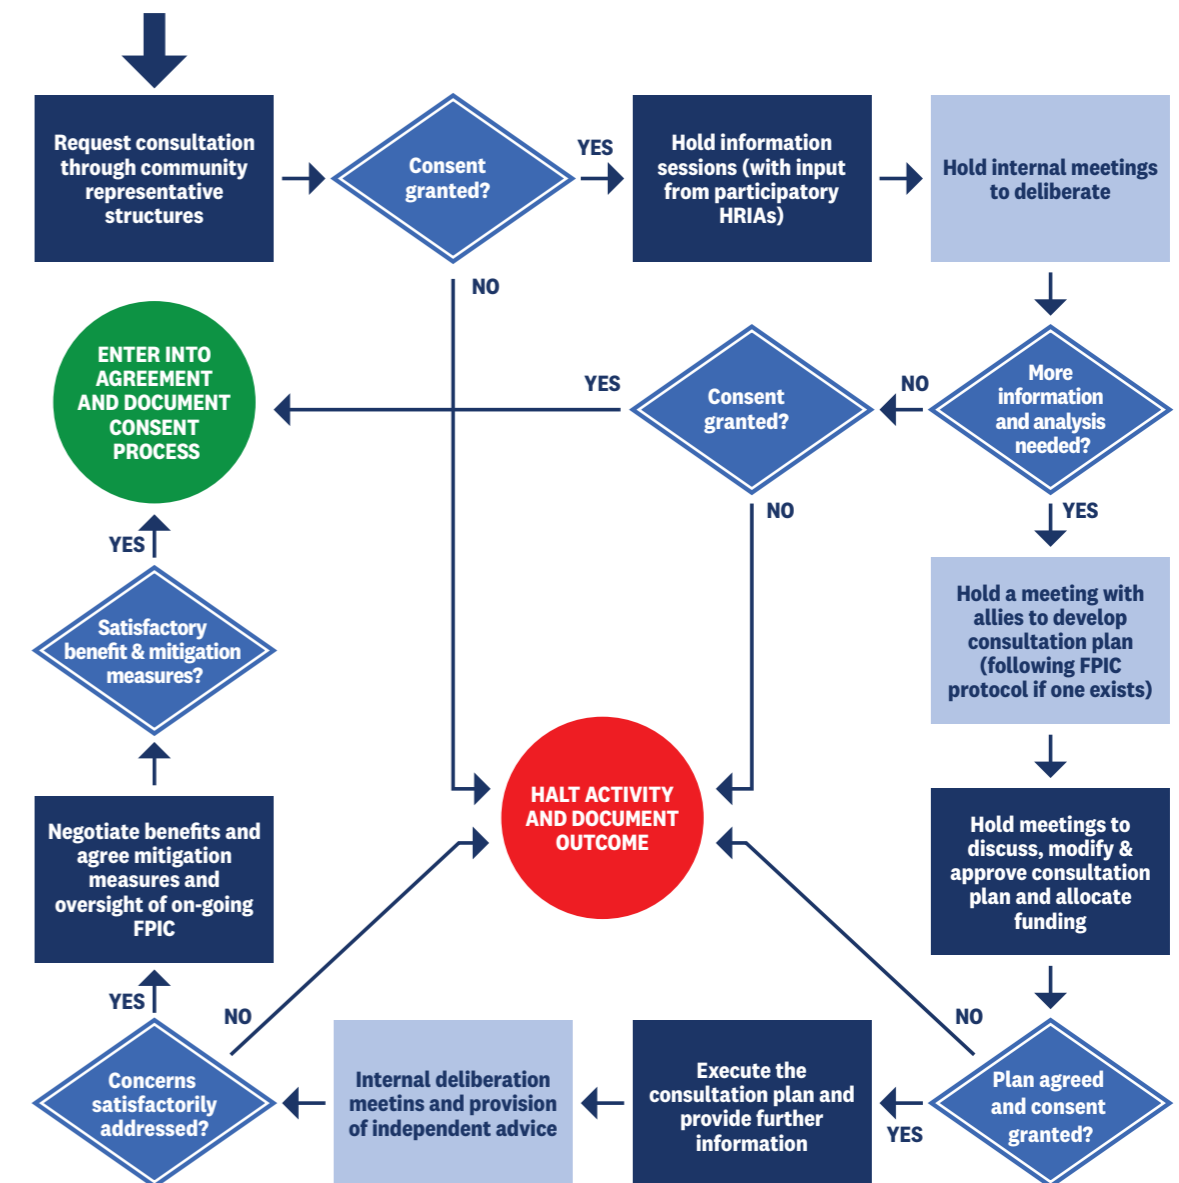 Request consultation
through community
representative
structures
Consent
granted?
YES
Hold information
sessions (with input
from participatory
HRIAs)
Hold internal meetings
to deliberate
NO
ENTER INTO
AGREEMENT
AND DOCUMENT
CONSENT
PROCESS
YES
Consent
granted?
NO
More
information
and analysis
needed?
NO
YES
YES
Hold a meeting with
allies to develop
consultation plan
(following FPIC
protocol if one exists)
Satisfactory
benefit & mitigation
measures?
HALT ACTIVITY
AND DOCUMENT
OUTCOME
Negotiate benefits and
agree mitigation
measures and
oversight of on-going
FPIC
Hold meetings to
discuss, modify &
approve consultation
plan and allocate
funding
YES
NO
NO
Concerns
satisfactorily
addressed?
Internal deliberation
meetins and provision
of independent advice
Execute the
consultation plan and
provide further
information
YES
Plan agreed
and consent
granted?